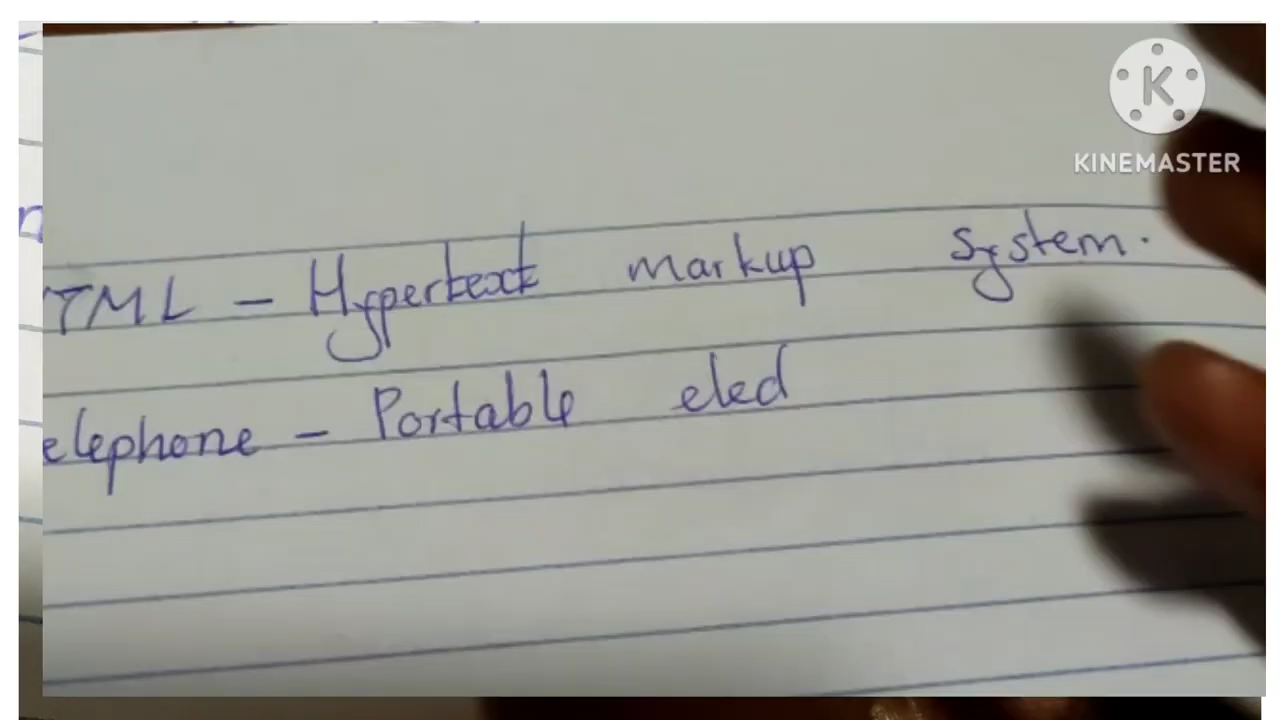 K
KINEMASTER
TML - Hypertext markup system.
elephone - Portable eled